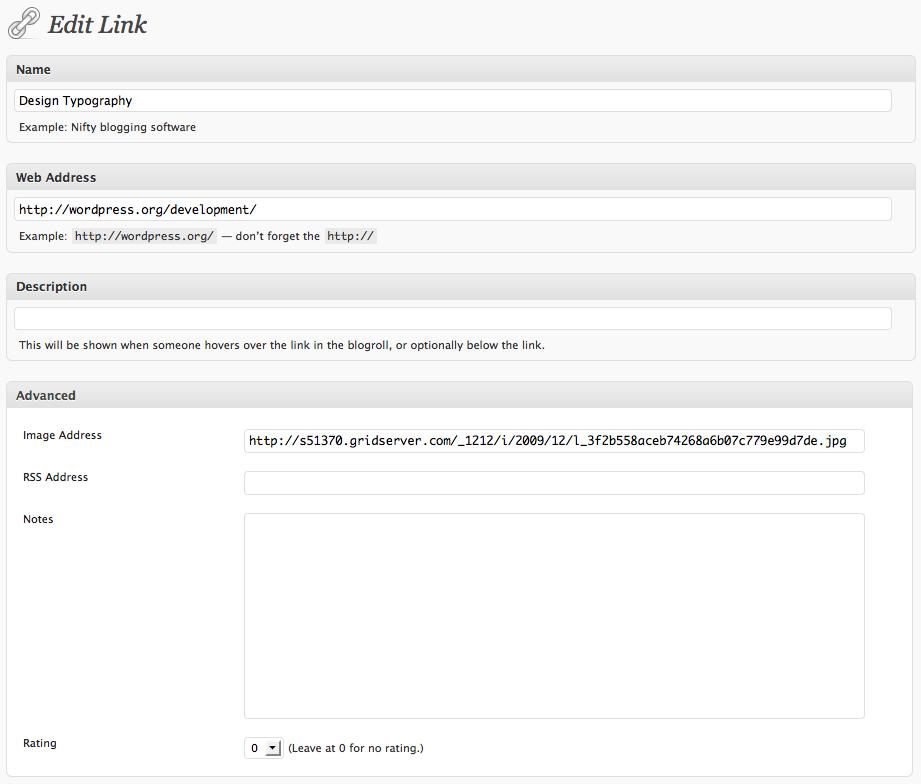 Edit Link
Name
Design Typography
Example: Nifty blogging software
Web Address
http://wordpress.org/development/
Example: http://wordpress.org/ — don’t forget the http://
Description
This will be shown when someone hovers over the link in the blogroll, or optionally below the link.
Advanced
Image Address
http://s51370.gridserver.com/_1212/i/2009/12/l_3f2b558aceb74268a6b07c779e99d7de.jpg
RSS Address
Notes
Rating
0 (Leave at 0 for no rating.)